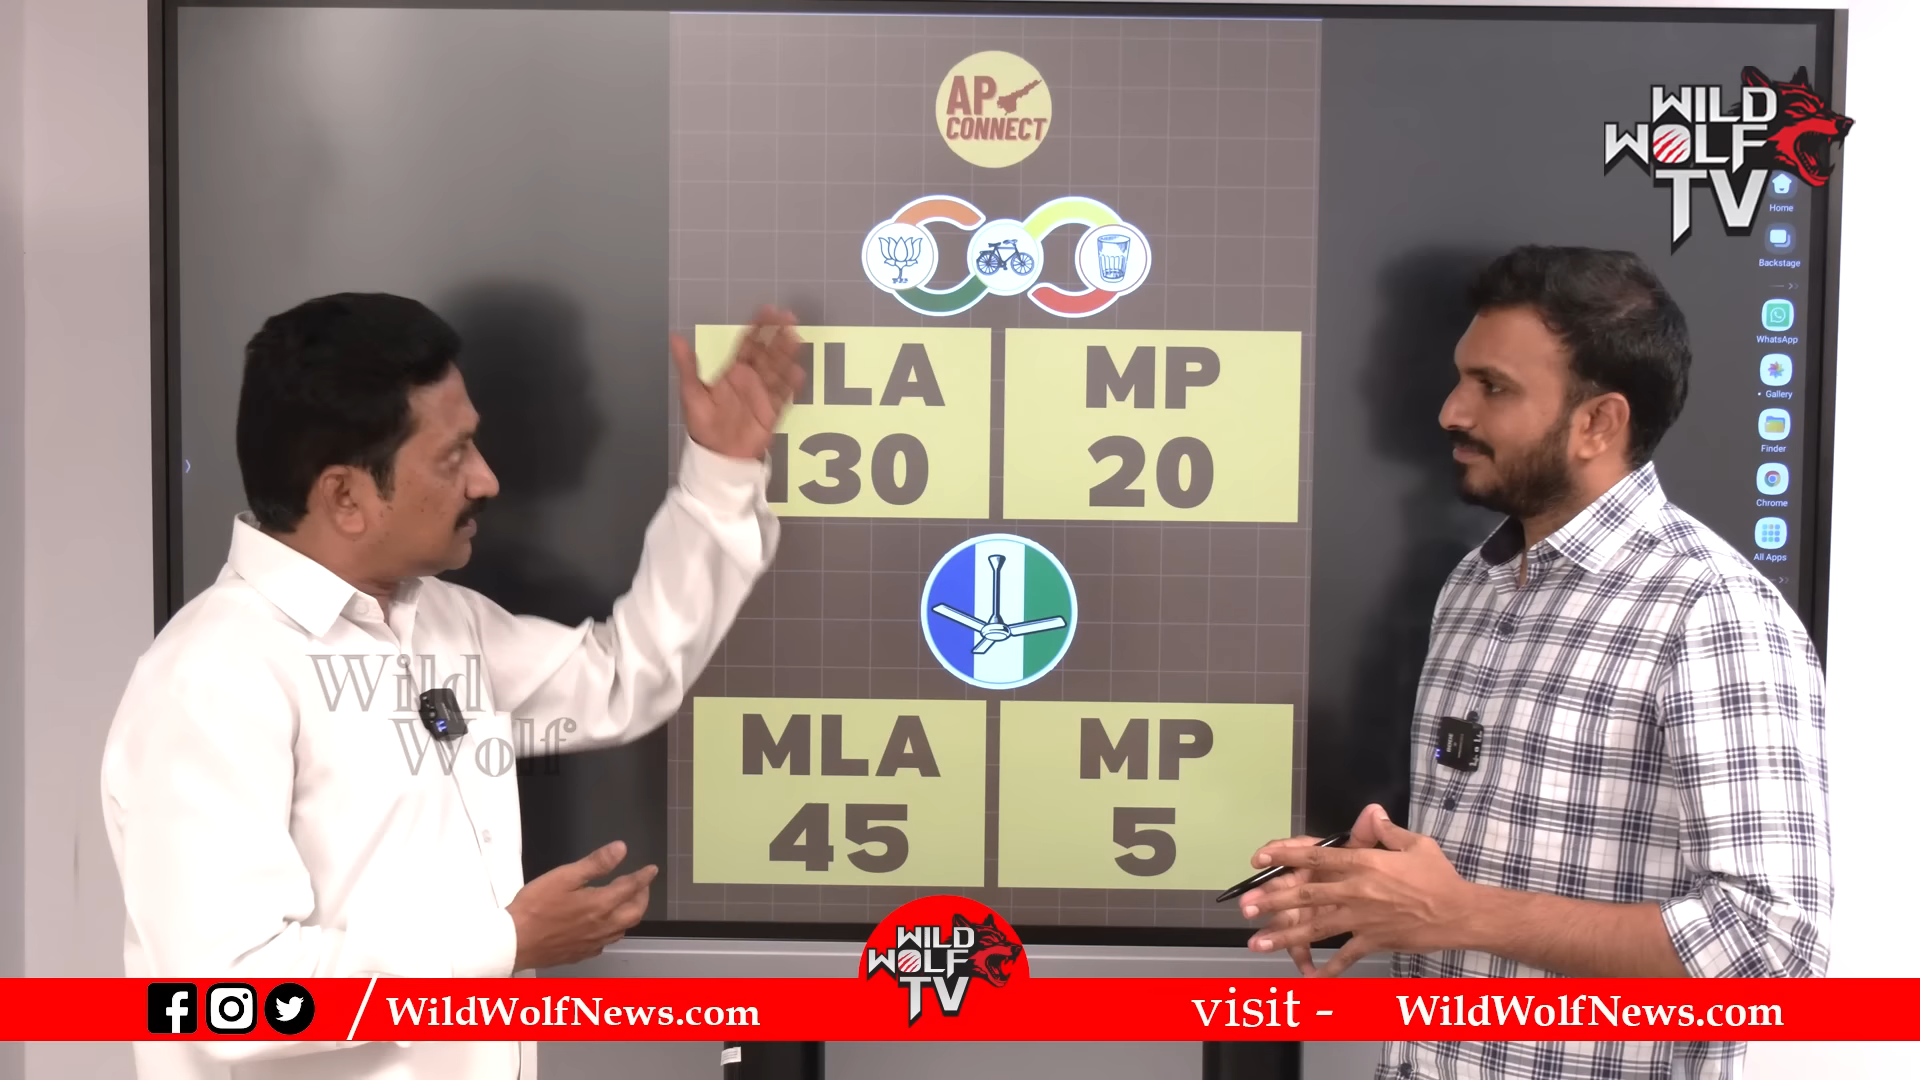 AP
CONNECT
WILD
WOLF
TV
Home
Backstage
WhatsApp
Gallery
Finder
Chrome
All Apps
MLA
130
MP
20
MLA
45
MP
5
Wild
Wolf
WILD
WOLF
TV
WildWolfNews.com
visit -
WildWolfNews.com